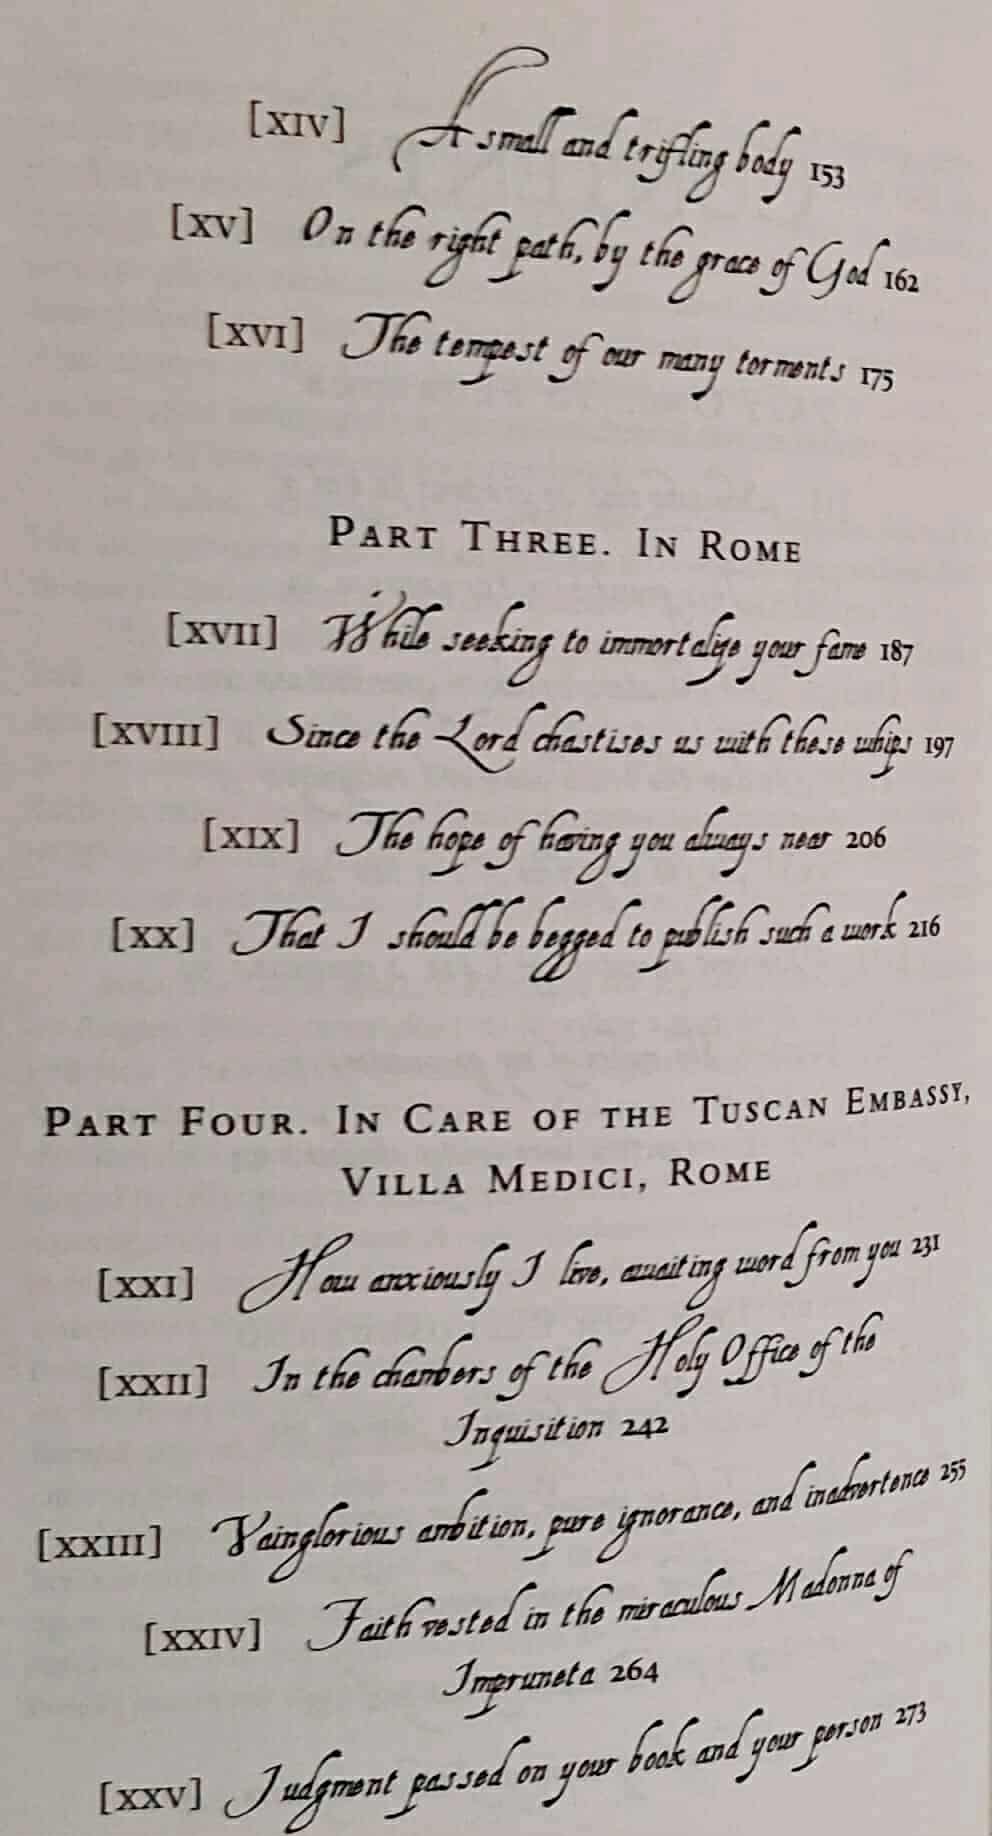 [XIV] A small and trifling body 153
[XV] On the right path, by the grace of God 162
[XVI] The tempest of our many torments 175
PART THREE. IN ROME
[XVII] While seeking to immortalize your fame 187
[XVIII] Since the Lord chastises us with these whips 197
[XIX] The hope of having you always near 206
[XX] That I should be begged to publish such a work 216
PART FOUR. IN CARE OF THE TUSCAN EMBASSY,
VILLA MEDICI, ROME
[XXI] How anxiously I live, awaiting word from you 231
[XXII] In the chambers of the Holy Office of the
Inquisition 242
[XXIII] Vainglorious ambition, pure ignorance, and inadvertence 255
[XXIV] Faith vested in the miraculous Madonna of
Impruneta 264
[XXV] Judgment passed on your book and your person 273